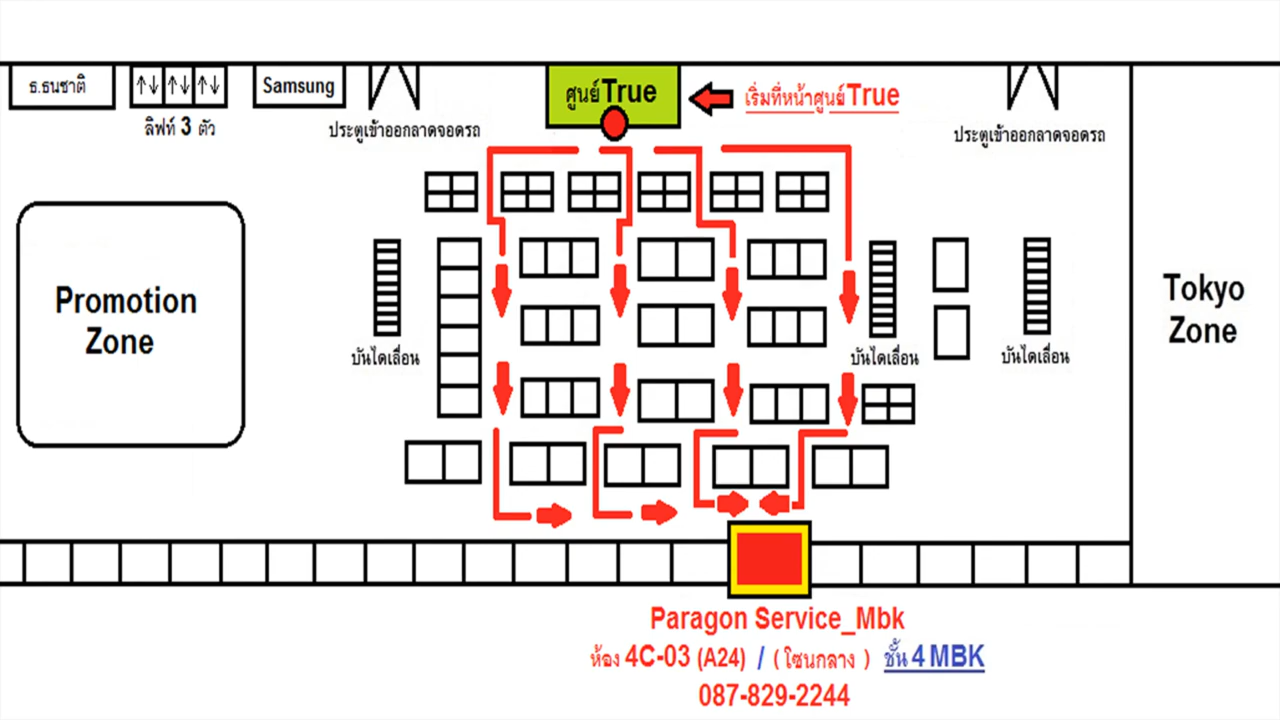 ธ.ธนชาติ
ลิฟท์ 3 ตัว
Samsung
ประตูเข้าออกลาดจอดรถ
ศูนย์True
เริ่มที่หน้าศูนย์True
ประตูเข้าออกลาดจอดรถ
Promotion
Zone
บันไดเลื่อน
บันไดเลื่อน
บันไดเลื่อน
Tokyo
Zone
Paragon Service_Mbk
ห้อง 4C-03 (A24) / ( โซนกลาง ) ชั้น 4 MBK
087-829-2244